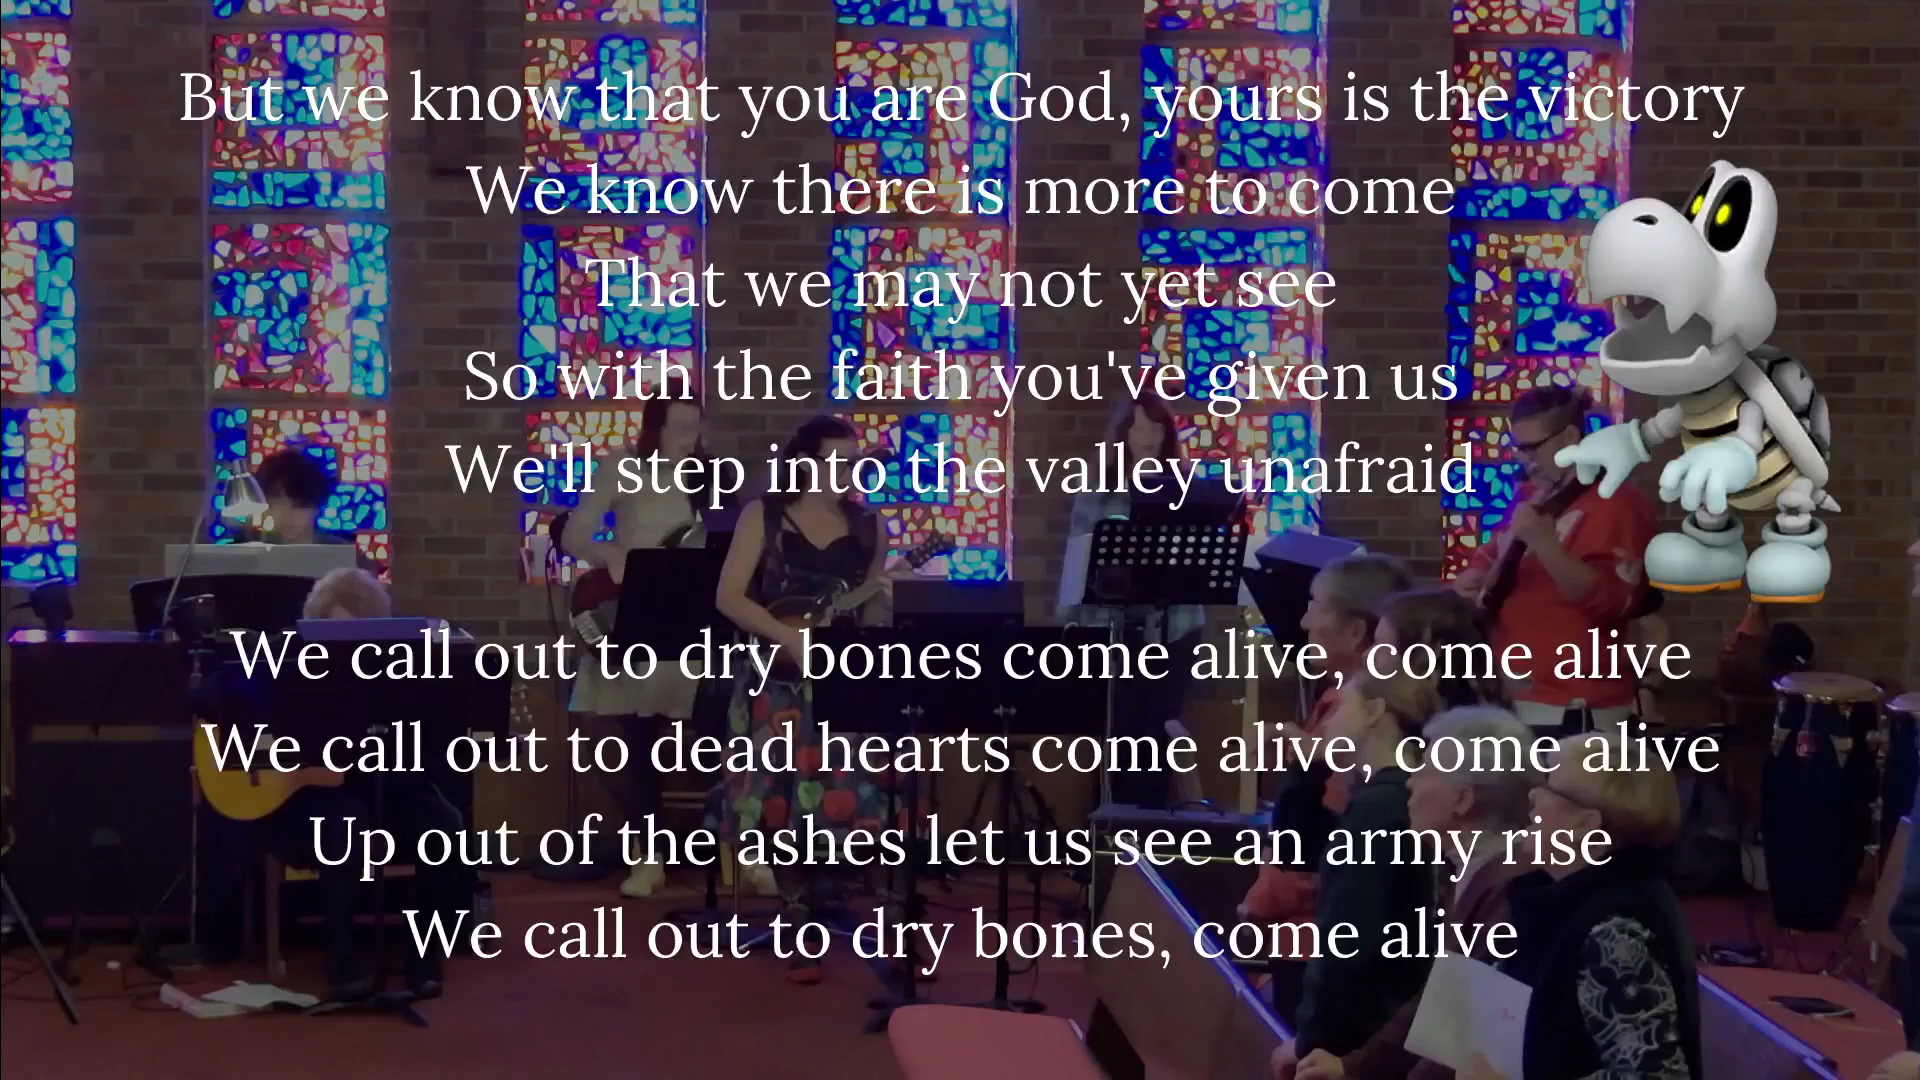 But we know that you are God, yours is the victory
We know there is more to come
That we may not yet see
So with the faith you've given us
We'll step into the valley unafraid
We call out to dry bones come alive, come alive
We call out to dead hearts come alive, come alive
Up out of the ashes let us see an army rise
We call out to dry bones, come alive